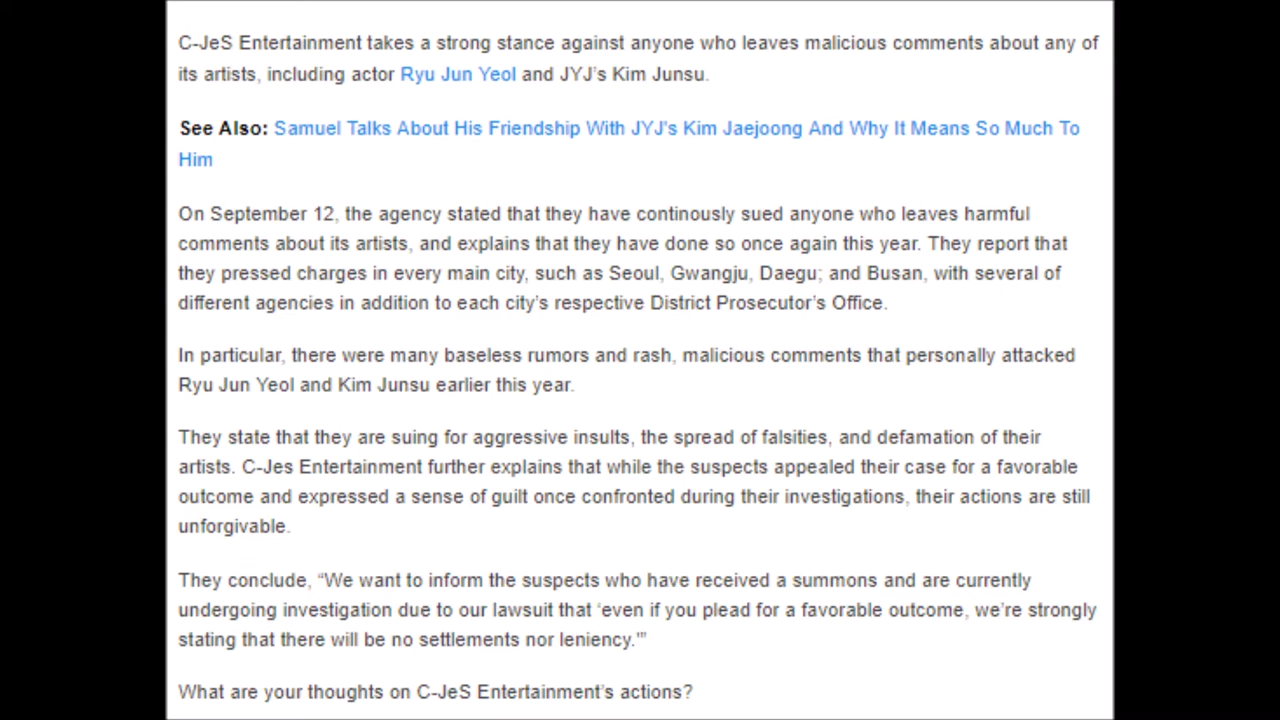 C-JeS Entertainment takes a strong stance against anyone who leaves malicious comments about any of
its artists, including actor Ryu Jun Yeol and JYJ's Kim Junsu.
See Also: Samuel Talks About His Friendship With JYJ's Kim Jaejoong And Why It Means So Much To
Him
On September 12, the agency stated that they have continously sued anyone who leaves harmful
comments about its artists, and explains that they have done so once again this year. They report that
they pressed charges in every main city, such as Seoul, Gwangju, Daegu; and Busan, with several of
different agencies in addition to each city's respective District Prosecutor's Office.
In particular, there were many baseless rumors and rash, malicious comments that personally attacked
Ryu Jun Yeol and Kim Junsu earlier this year.
They state that they are suing for aggressive insults, the spread of falsities, and defamation of their
artists. C-Jes Entertainment further explains that while the suspects appealed their case for a favorable
outcome and expressed a sense of guilt once confronted during their investigations, their actions are still
unforgivable.
They conclude, “We want to inform the suspects who have received a summons and are currently
undergoing investigation due to our lawsuit that ‘even if you plead for a favorable outcome, we're strongly
stating that there will be no settlements nor leniency.'”
What are your thoughts on C-JeS Entertainment's actions?